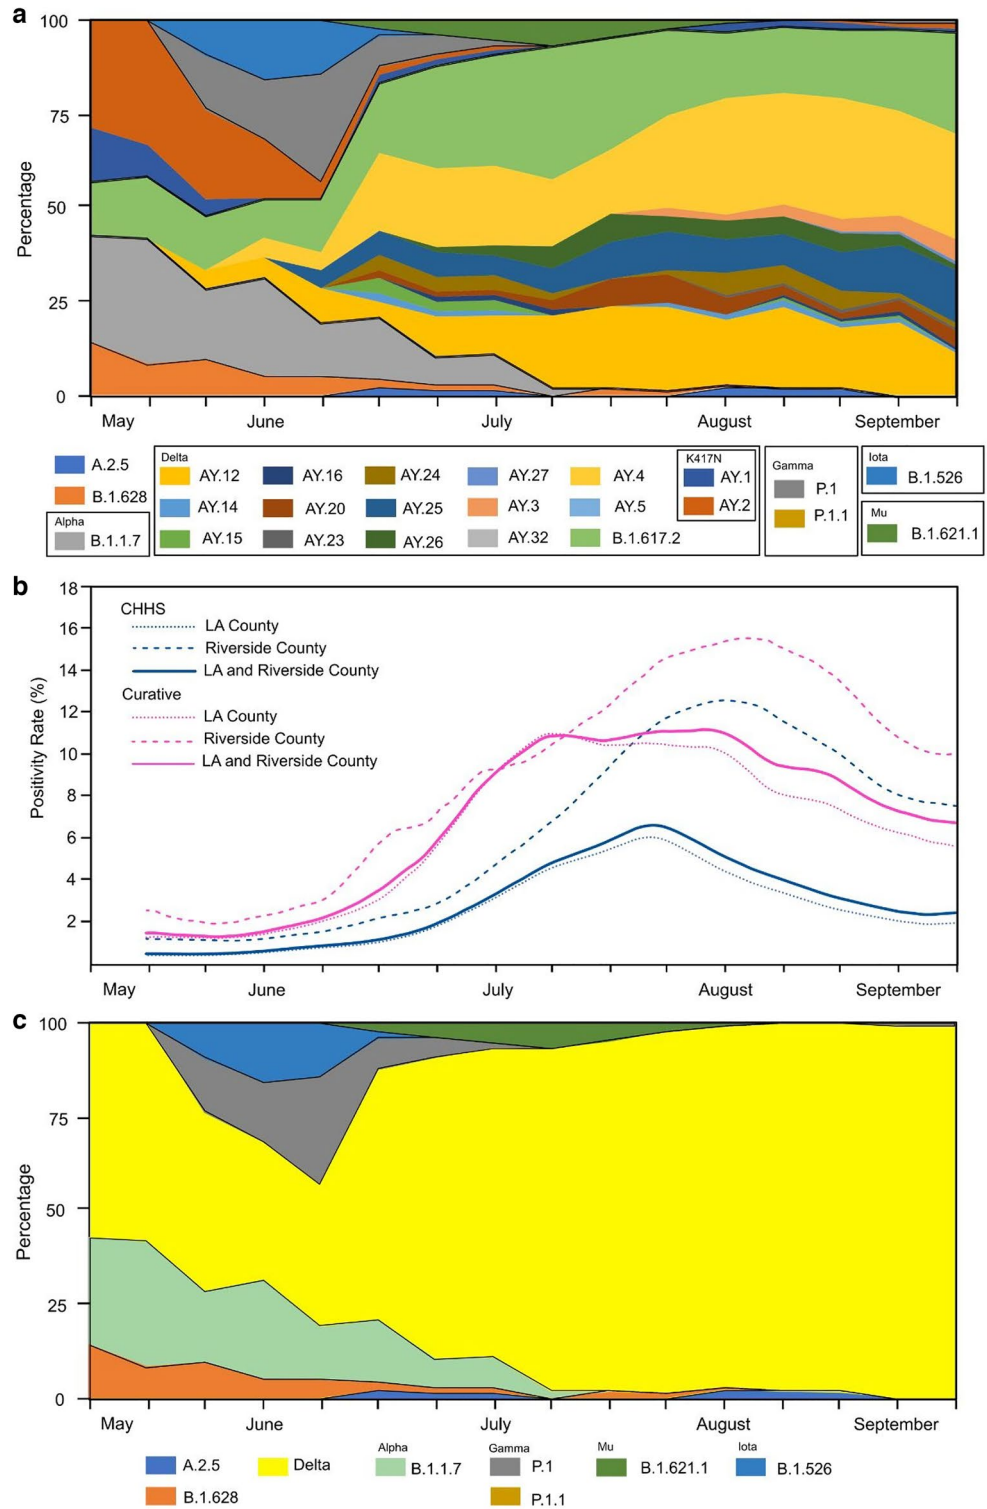 a
100
75
50
25
0
Percentage
May June July August September
A.2.5
B.1.628
Alpha
B.1.1.7
Delta
AY.12 AY.16 AY.24 AY.27 AY.4
AY.14 AY.20 AY.25 AY.3 AY.5
AY.15 AY.23 AY.26 AY.32 B.1.617.2
K417N
AY.1
AY.2
Gamma
P.1
P.1.1
Iota
B.1.526
Mu
B.1.621.1
b
18
16
14
12
10
8
6
4
2
Positivity Rate (%)
CHHS
LA County
Riverside County
LA and Riverside County
Curative
LA County
Riverside County
LA and Riverside County
May June July August September
c
100
75
50
25
0
Percentage
May June July August September
A.2.5 Delta
B.1.628
Alpha
B.1.1.7
Gamma
P.1
P.1.1
Mu
B.1.621.1
Iota
B.1.526